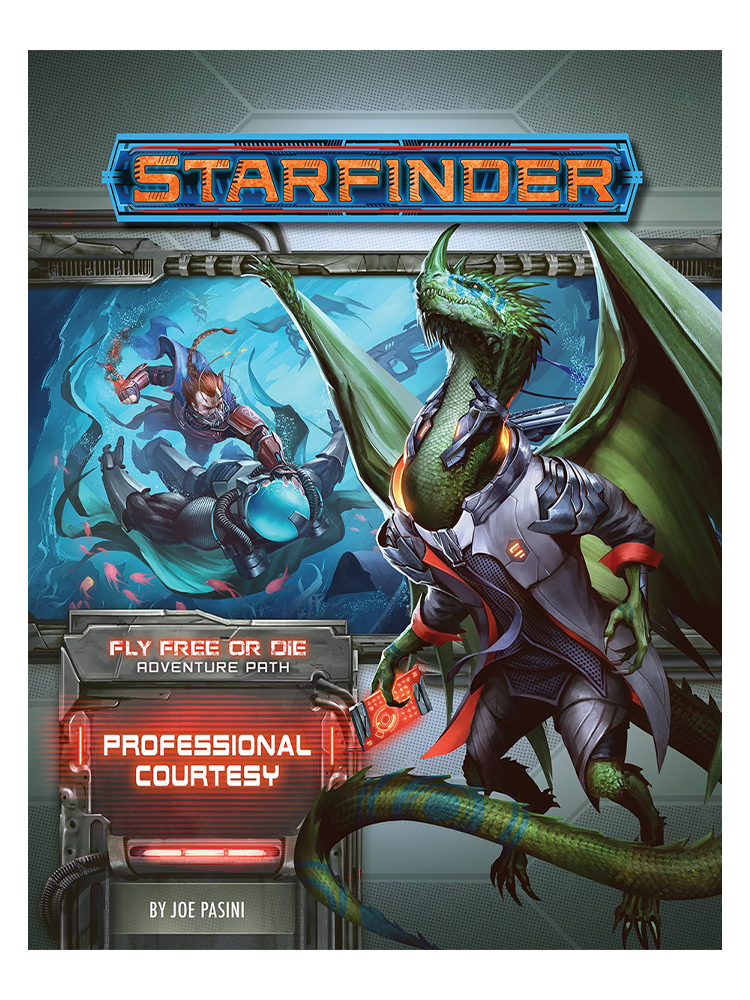 STARFINDER®
FLY FREE OR DIE
ADVENTURE PATH
PROFESSIONAL
COURTESY
BY JOE PASINI